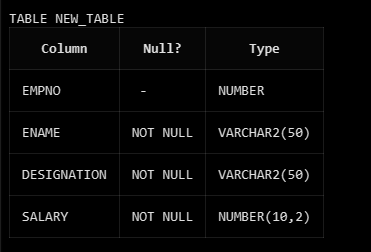 TABLE NEW_TABLE
Column Null? Type
EMPNO - NUMBER
ENAME NOT NULL VARCHAR2(50)
DESIGNATION NOT NULL VARCHAR2(50)
SALARY NOT NULL NUMBER(10,2)